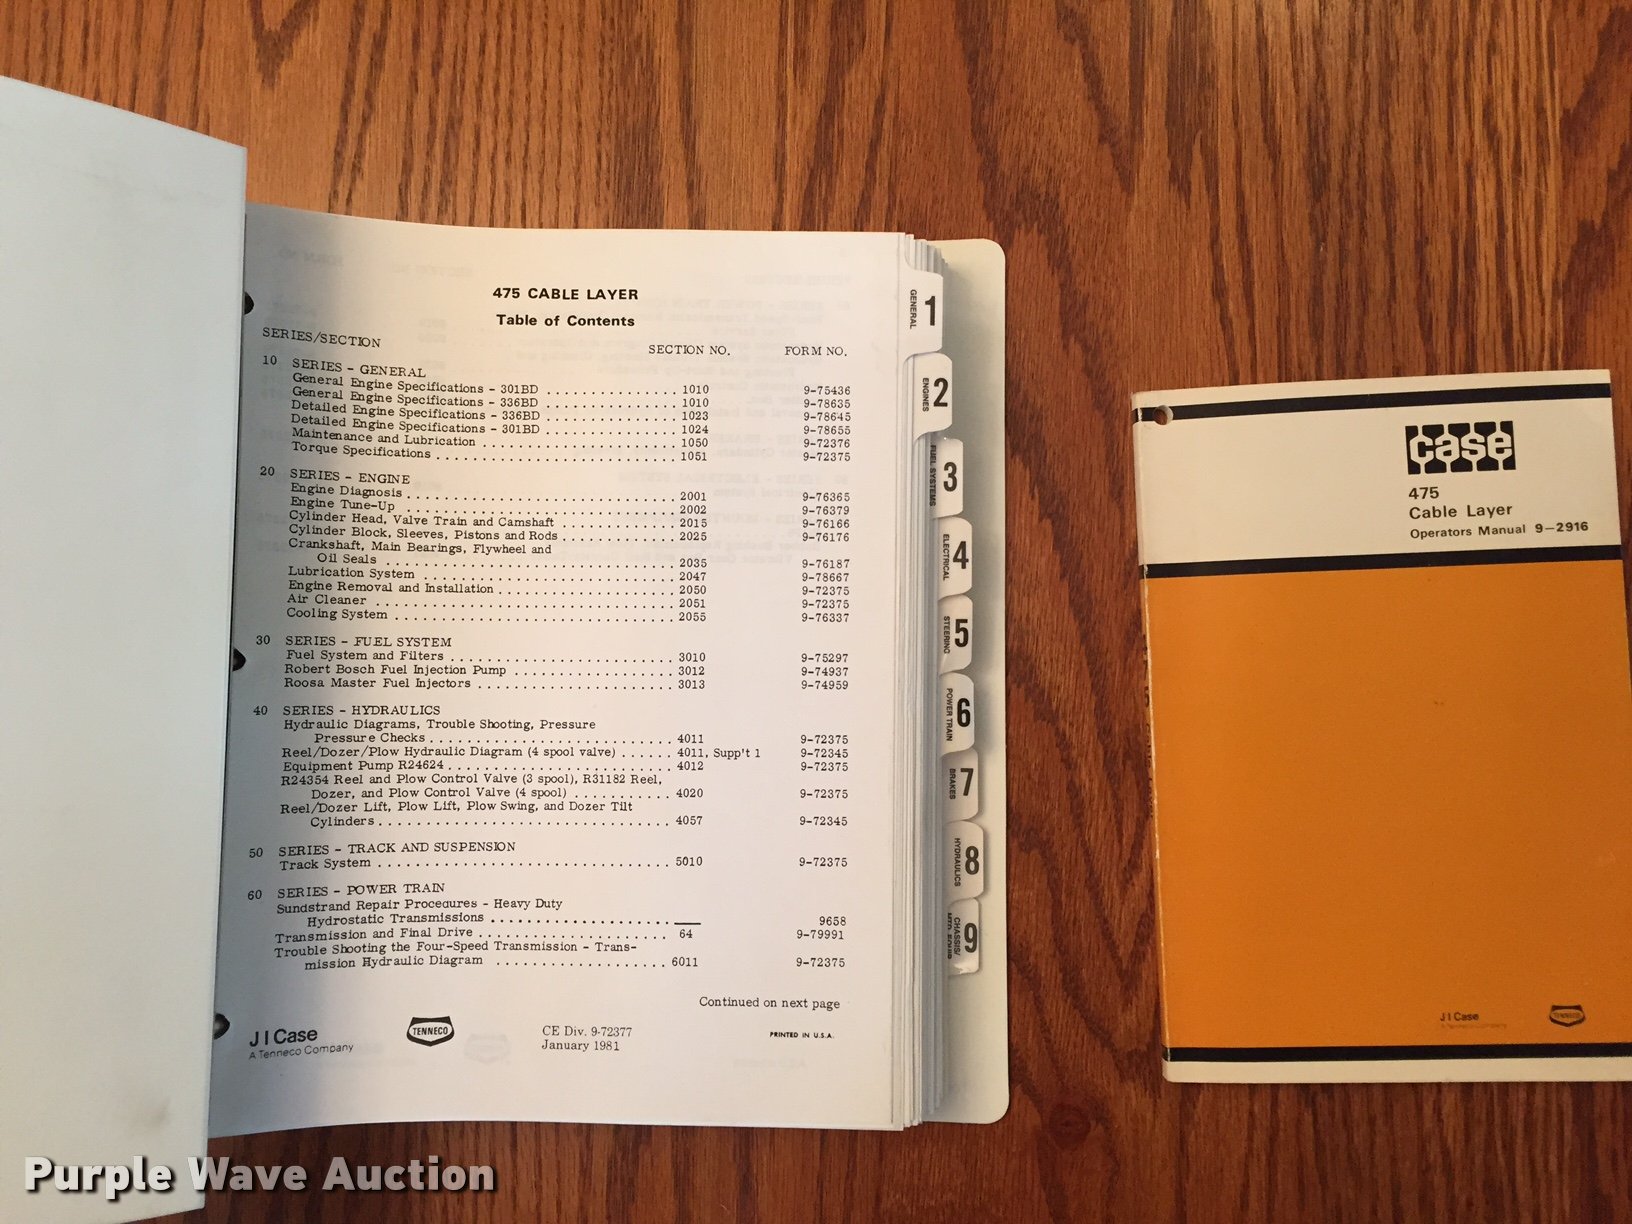 475 CABLE LAYER
Table of Contents
SERIES/SECTION SECTION NO. FORM NO.
10 SERIES - GENERAL
General Engine Specifications - 301BD . . . . . . . . . . . . . . . 1010 9-75436
General Engine Specifications - 336BD . . . . . . . . . . . . . . . 1010 9-78635
Detailed Engine Specifications - 336BD . . . . . . . . . . . . . . . 1023 9-78645
Detailed Engine Specifications - 301BD . . . . . . . . . . . . . . . 1024 9-78655
Maintenance and Lubrication . . . . . . . . . . . . . . . . . . . . . 1050 9-72376
Torque Specifications . . . . . . . . . . . . . . . . . . . . . . . . . . 1051 9-72375
20 SERIES - ENGINE
Engine Diagnosis . . . . . . . . . . . . . . . . . . . . . . . . . . . . . 2001 9-76365
Engine Tune-Up . . . . . . . . . . . . . . . . . . . . . . . . . . . . . 2002 9-76379
Cylinder Head, Valve Train and Camshaft . . . . . . . . . . . . . 2015 9-76166
Cylinder Block, Sleeves, Pistons and Rods . . . . . . . . . . . . . 2025 9-76176
Crankshaft, Main Bearings, Flywheel and
Oil Seals . . . . . . . . . . . . . . . . . . . . . . . . . . . . . . . . 2035 9-76187
Lubrication System . . . . . . . . . . . . . . . . . . . . . . . . . . . 2047 9-78667
Engine Removal and Installation . . . . . . . . . . . . . . . . . . . 2050 9-72375
Air Cleaner . . . . . . . . . . . . . . . . . . . . . . . . . . . . . . . . 2051 9-72375
Cooling System . . . . . . . . . . . . . . . . . . . . . . . . . . . . . . 2055 9-76337
30 SERIES - FUEL SYSTEM
Fuel System and Filters . . . . . . . . . . . . . . . . . . . . . . . . 3010 9-75297
Robert Bosch Fuel Injection Pump . . . . . . . . . . . . . . . . . 3012 9-74937
Roosa Master Fuel Injectors . . . . . . . . . . . . . . . . . . . . . 3013 9-74959
40 SERIES - HYDRAULICS
Hydraulic Diagrams, Trouble Shooting, Pressure
Pressure Checks . . . . . . . . . . . . . . . . . . . . . . . . . . . 4011 9-72375
Reel/Dozer/Plow Hydraulic Diagram (4 spool valve) . . . . . . 4011, Supp't 1 9-72345
Equipment Pump R24624 . . . . . . . . . . . . . . . . . . . . . . . . 4012 9-72375
R24354 Reel and Plow Control Valve (3 spool), R31182 Reel,
Dozer, and Plow Control Valve (4 spool) . . . . . . . . . . . 4020 9-72375
Reel/Dozer Lift, Plow Lift, Plow Swing, and Dozer Tilt
Cylinders . . . . . . . . . . . . . . . . . . . . . . . . . . . . . . . . 4057 9-72345
50 SERIES - TRACK AND SUSPENSION
Track System . . . . . . . . . . . . . . . . . . . . . . . . . . . . . . . 5010 9-72375
60 SERIES - POWER TRAIN
Sundstrand Repair Procedures - Heavy Duty
Hydrostatic Transmissions . . . . . . . . . . . . . . . . . . . . 9658
Transmission and Final Drive . . . . . . . . . . . . . . . . . . . . . 64 9-79991
Trouble Shooting the Four-Speed Transmission - Trans-
mission Hydraulic Diagram . . . . . . . . . . . . . . . . . . . 6011 9-72375
Continued on next page
J I Case
A Tenneco Company
TENNECO
CE Div. 9-72377
January 1981
PRINTED IN U.S.A.
1 GENERAL
2 ENGINES
3 FUEL SYSTEMS
4 ELECTRICAL
5 STEERING
6 POWER TRAIN
7 BRAKES
8 HYDRAULICS
9 CHASSIS/
MTD. EQUIP
case
475
Cable Layer
Operators Manual 9-2916
J I Case
A Tenneco Company
TENNECO
Purple Wave Auction